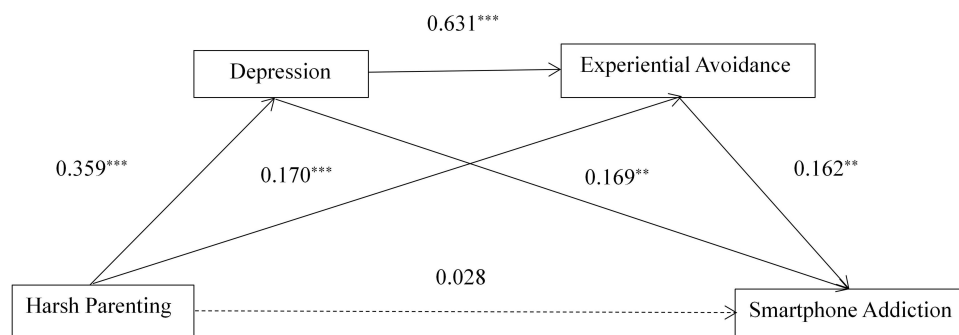 0.631***
Depression
Experiential Avoidance
0.359***
0.170***
0.169**
0.162**
0.028
Harsh Parenting
Smartphone Addiction